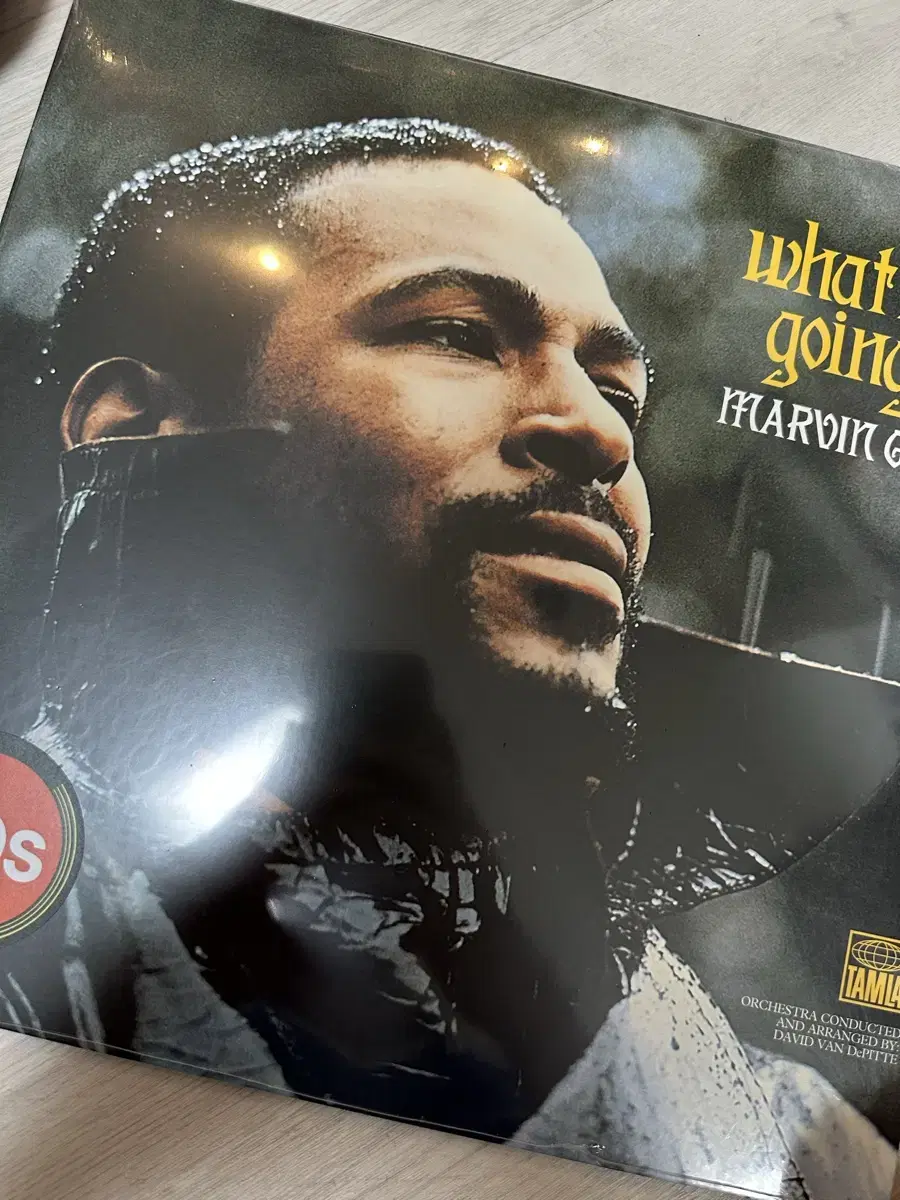 what
going
MARVIN G
s
TAMLA
ORCHESTRA CONDUCTED
AND ARRANGED BY:
DAVID VAN DePITTE